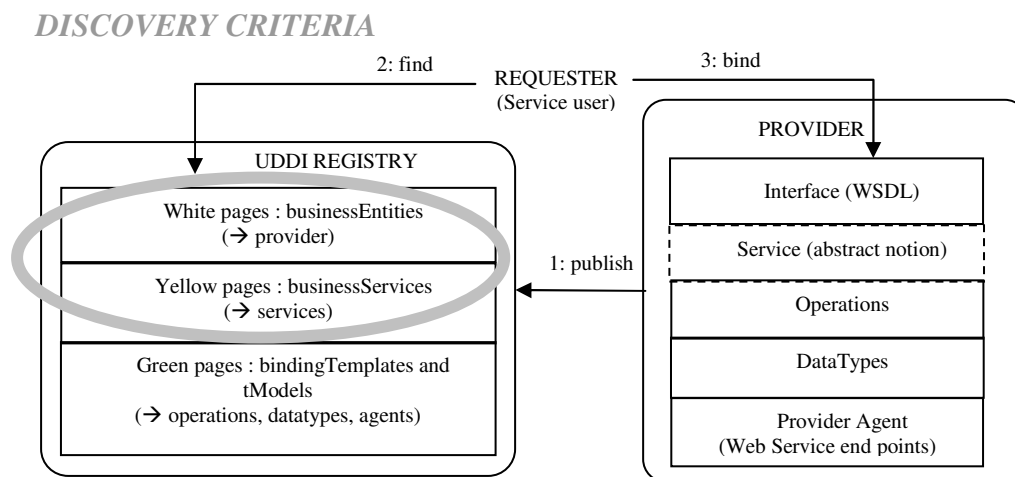 DISCOVERY CRITERIA
2: find
REQUESTER
(Service user)
3: bind
UDDI REGISTRY
White pages : businessEntities
(→ provider)
Yellow pages : businessServices
(→ services)
Green pages : bindingTemplates and
tModels
(→ operations, datatypes, agents)
1: publish
PROVIDER
Interface (WSDL)
Service (abstract notion)
Operations
DataTypes
Provider Agent
(Web Service end points)